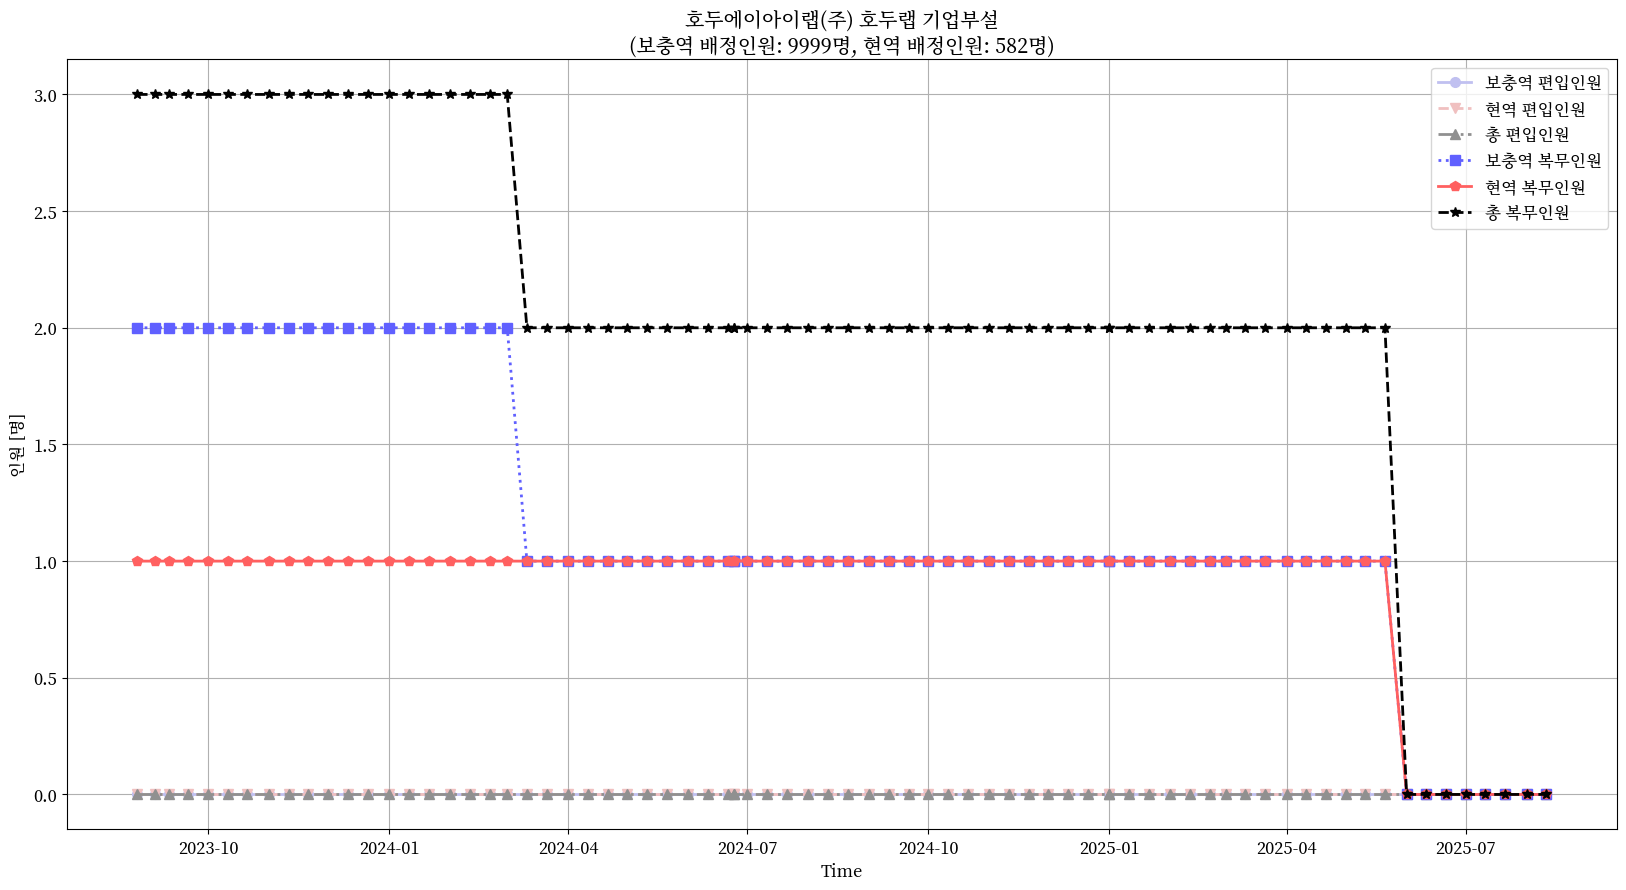 호두에이아이랩(주) 호두랩 기업부설
(보충역 배정인원: 9999명, 현역 배정인원: 582명)
보충역 편입인원
현역 편입인원
총 편입인원
보충역 복무인원
현역 복무인원
총 복무인원
인원 [명]
3.0
2.5
2.0
1.5
1.0
0.5
0.0
2023-10
2024-01
2024-04
2024-07
2024-10
2025-01
2025-04
2025-07
Time